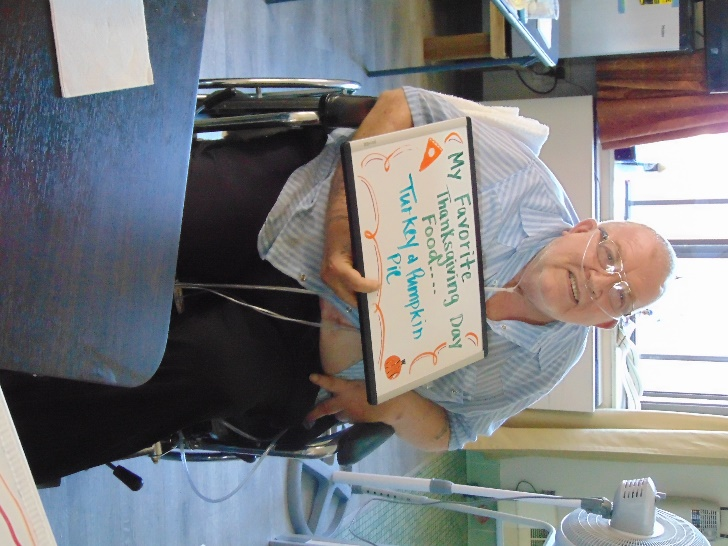 My Favorite
Thanksgiving Day
Food....
Turkey & Pumpkin
Pie